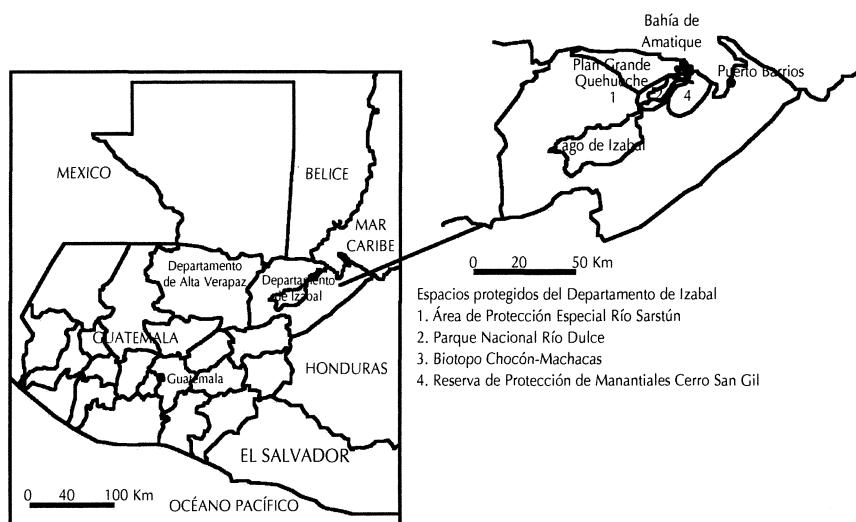 Bahía de
Amatique
Plan Grande
Quehueche
Puerto Barrios
1
4
Lago de Izabal
MEXICO
BELICE
MAR
CARIBE
Departamento
de Alta Verapaz
Departamento
de Izabal
GUATEMALA
Guatemala
HONDURAS
EL SALVADOR
OCÉANO PACÍFICO
0 40 100 Km
0 20 50 Km
Espacios protegidos del Departamento de Izabal
1. Área de Protección Especial Río Sarstún
2. Parque Nacional Río Dulce
3. Biotopo Chocón-Machacas
4. Reserva de Protección de Manantiales Cerro San Gil